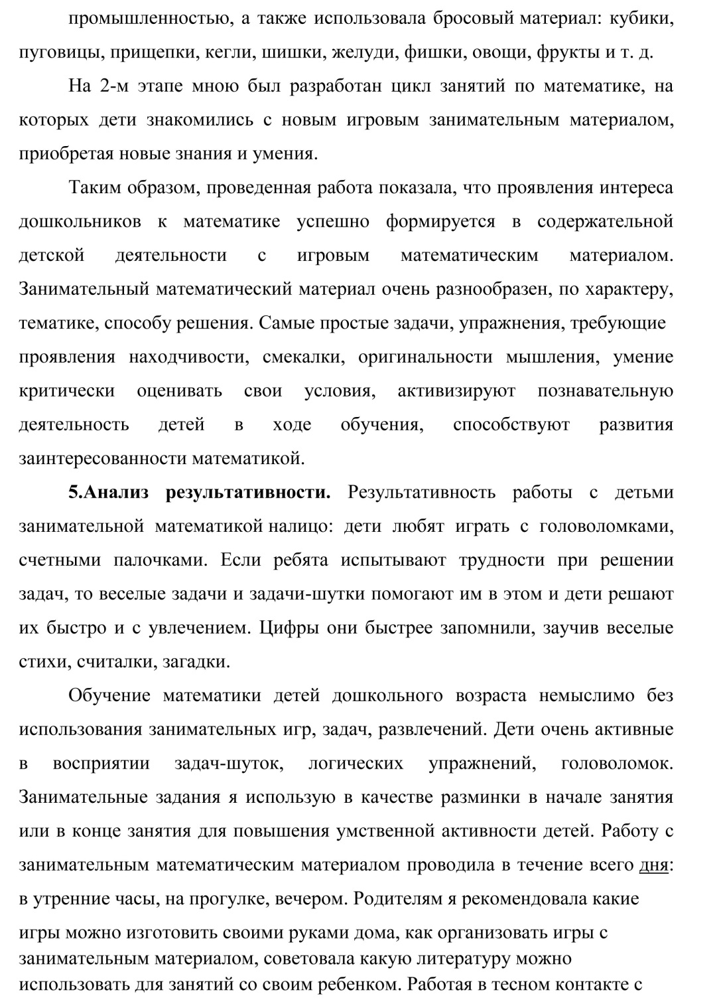 промышленностью, а также использовала бросовый материал: кубики,
пуговицы, прищепки, кегли, шишки, желуди, фишки, овощи, фрукты и т. д.
На 2-м этапе мною был разработан цикл занятий по математике, на
которых дети знакомились с новым игровым занимательным материалом,
приобретая новые знания и умения.
Таким образом, проведенная работа показала, что проявления интереса
дошкольников к математике успешно формируется в содержательной
детской деятельности с игровым математическим материалом.
Занимательный математический материал очень разнообразен, по характеру,
тематике, способу решения. Самые простые задачи, упражнения, требующие
проявления находчивости, смекалки, оригинальности мышления, умение
критически оценивать свои условия, активизируют познавательную
деятельность детей в ходе обучения, способствуют развития
заинтересованности математикой.
5.Анализ результативности. Результативность работы с детьми
занимательной математикой налицо: дети любят играть с головоломками,
счетными палочками. Если ребята испытывают трудности при решении
задач, то веселые задачи и задачи-шутки помогают им в этом и дети решают
их быстро и с увлечением. Цифры они быстрее запомнили, заучив веселые
стихи, считалки, загадки.
Обучение математики детей дошкольного возраста немыслимо без
использования занимательных игр, задач, развлечений. Дети очень активные
в восприятии задач-шуток, логических упражнений, головоломок.
Занимательные задания я использую в качестве разминки в начале занятия
или в конце занятия для повышения умственной активности детей. Работу с
занимательным математическим материалом проводила в течение всего дня:
в утренние часы, на прогулке, вечером. Родителям я рекомендовала какие
игры можно изготовить своими руками дома, как организовать игры с
занимательным материалом, советовала какую литературу можно
использовать для занятий со своим ребенком. Работая в тесном контакте с